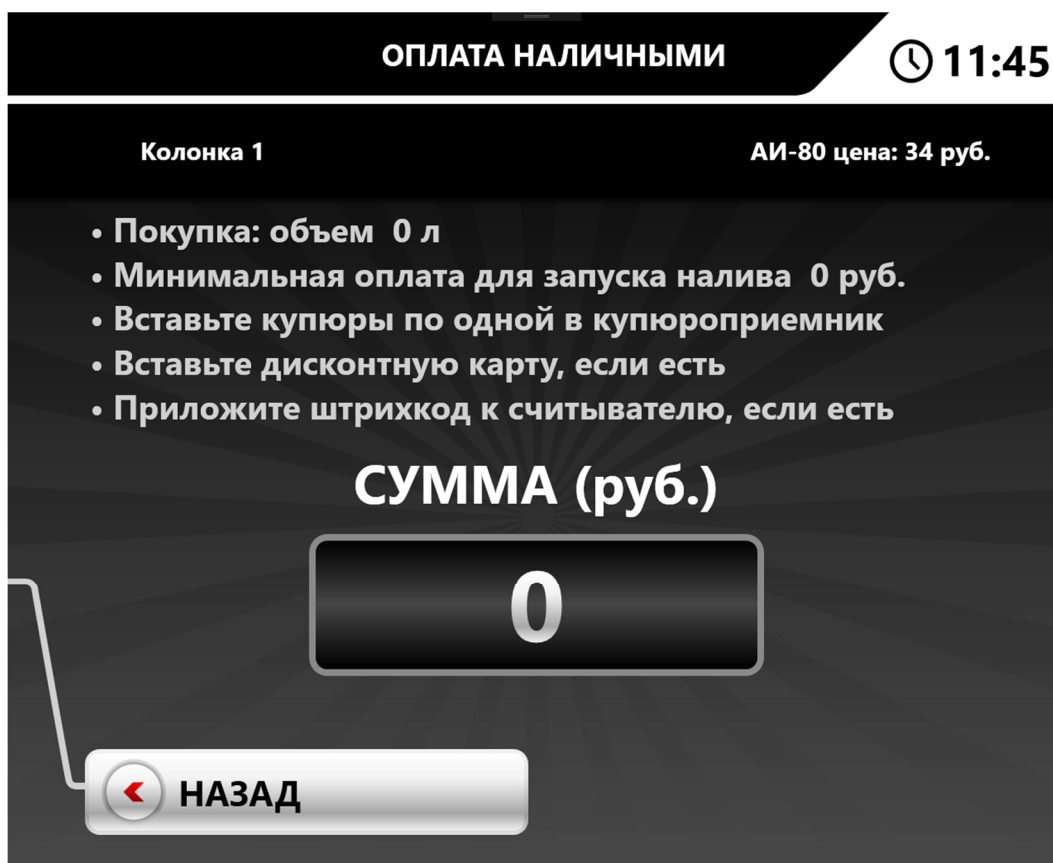 ОПЛАТА НАЛИЧНЫМИ
11:45
Колонка 1
АИ-80 цена: 34 руб.
• Покупка: объем 0 л
• Минимальная оплата для запуска налива 0 руб.
• Вставьте купюры по одной в купюроприемник
• Вставьте дисконтную карту, если есть
• Приложите штрихкод к считывателю, если есть
СУММА (руб.)
0
НАЗАД